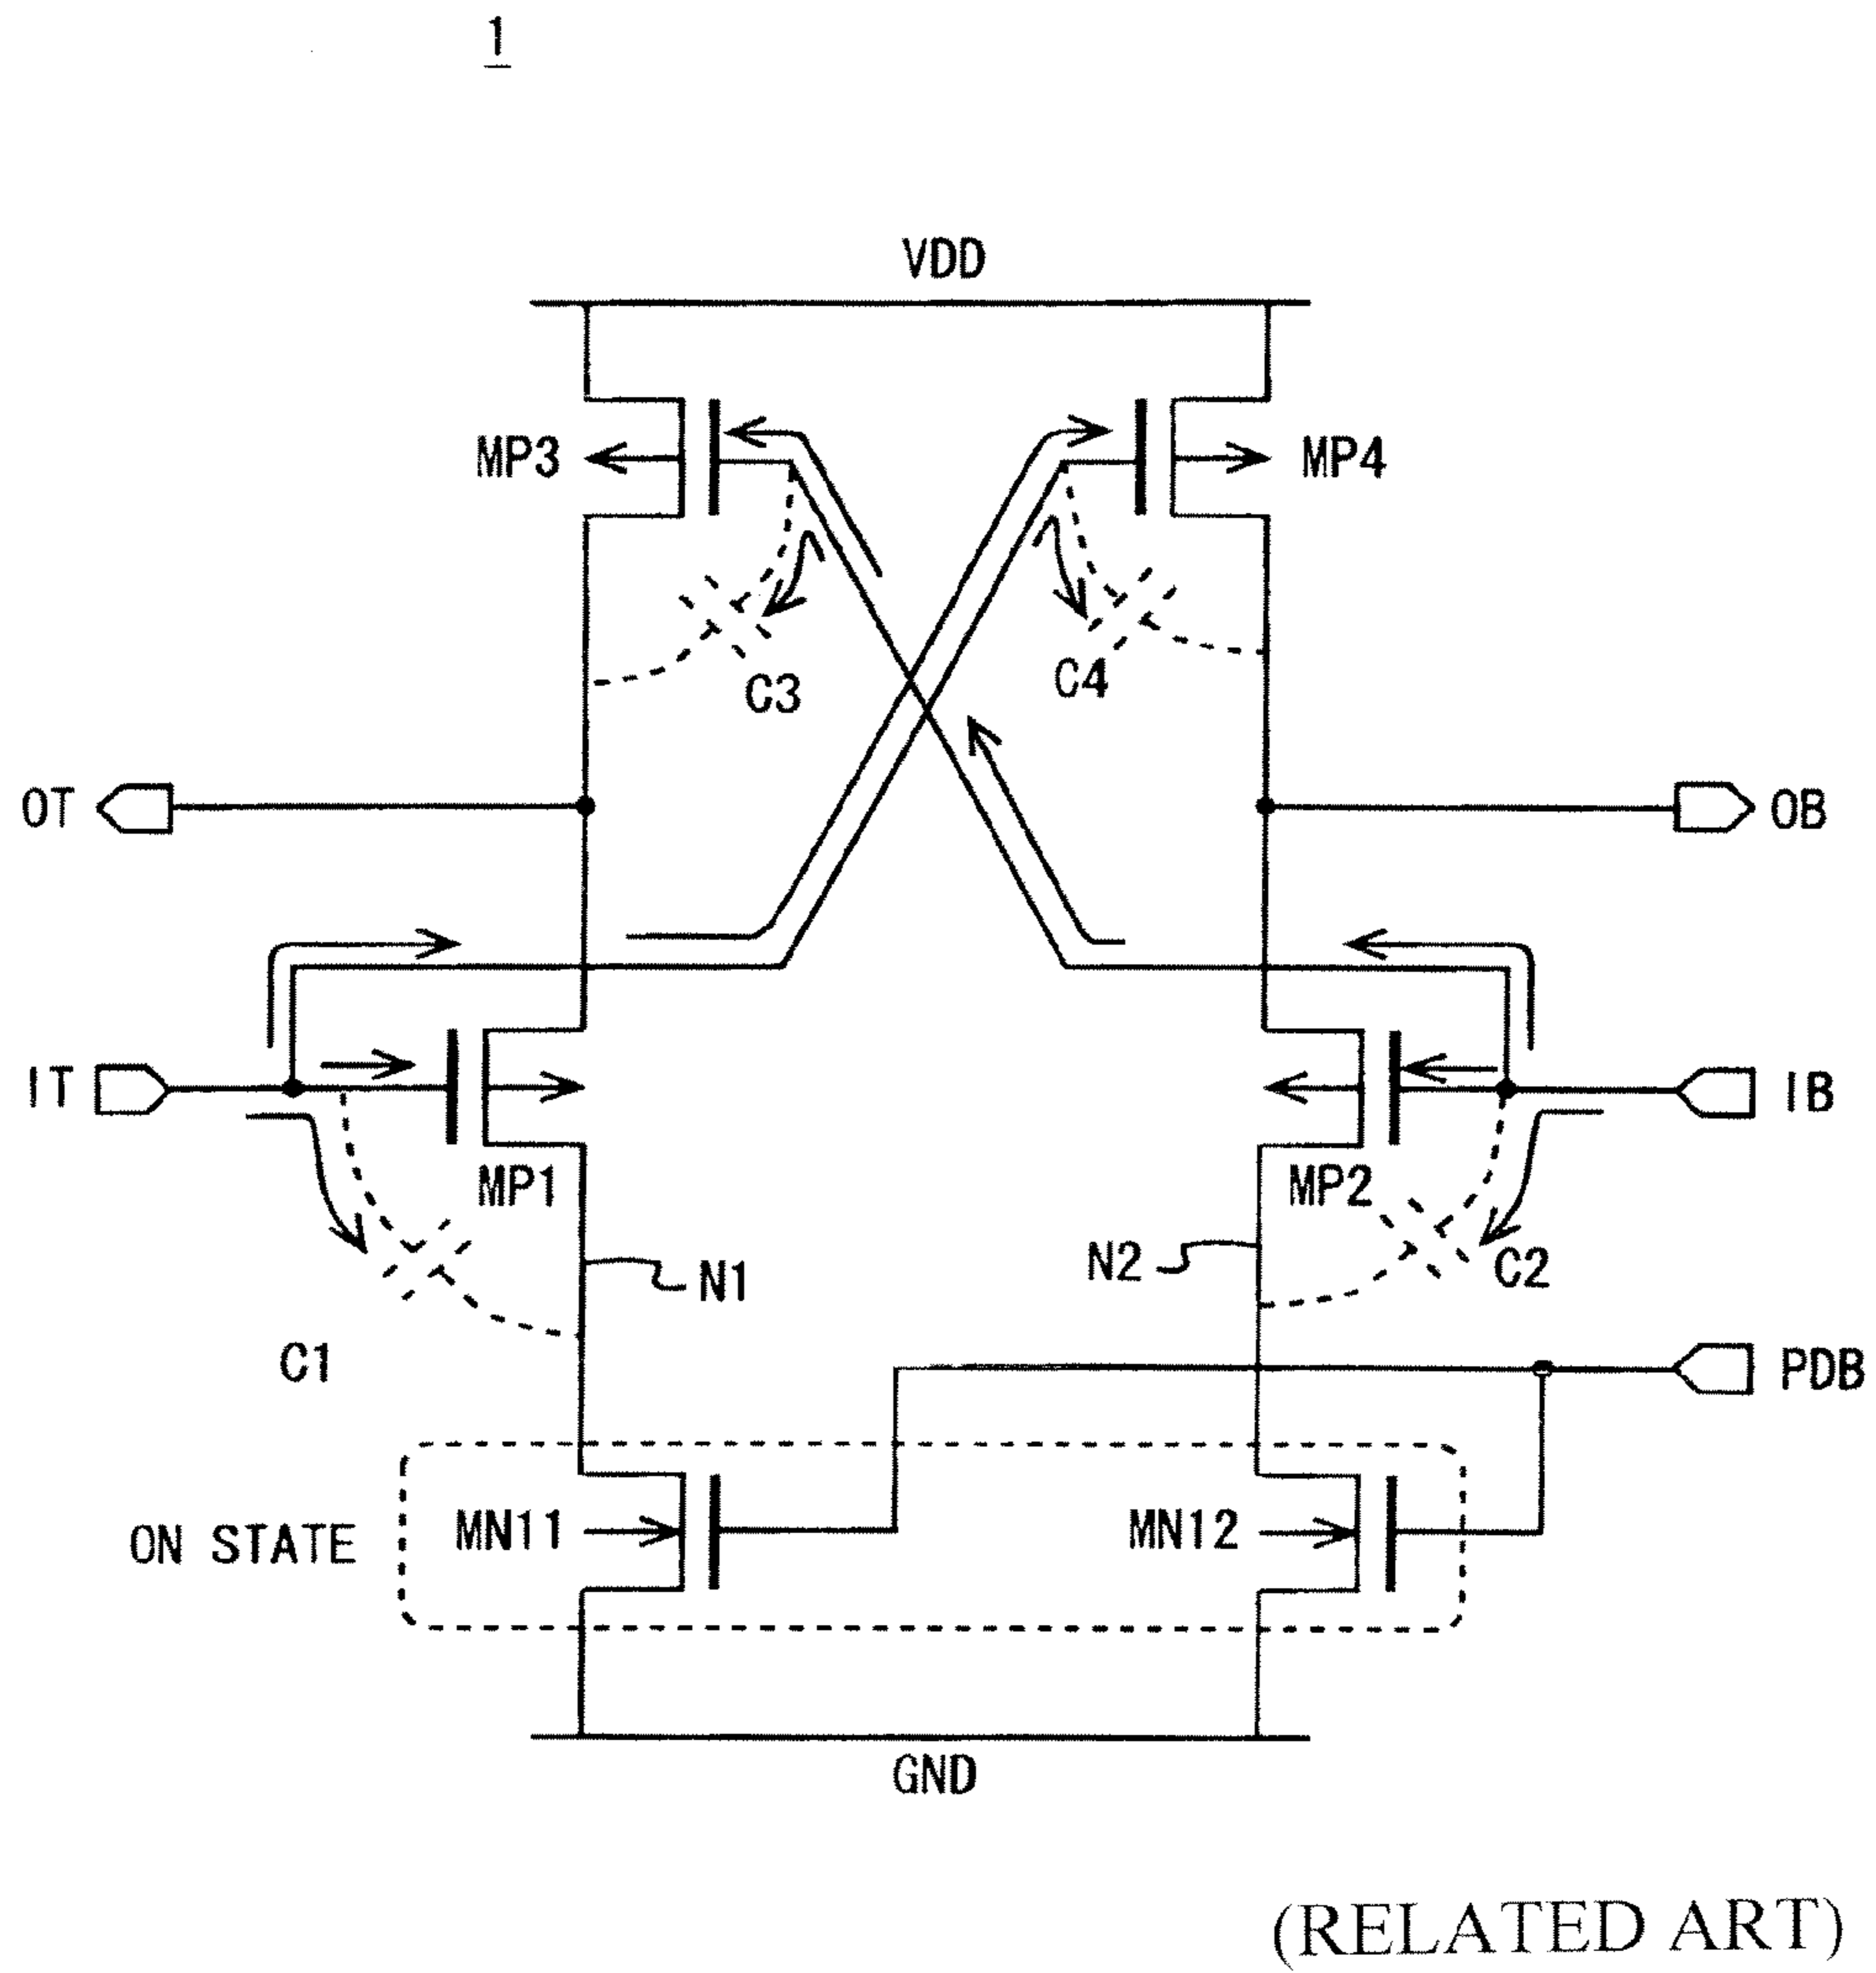 1
VDD
MP3
MP4
C3
C4
OT
OB
IT
IB
MP1
MP2
N1
N2
C2
C1
PDB
ON STATE
MN11
MN12
GND
(RELATED ART)